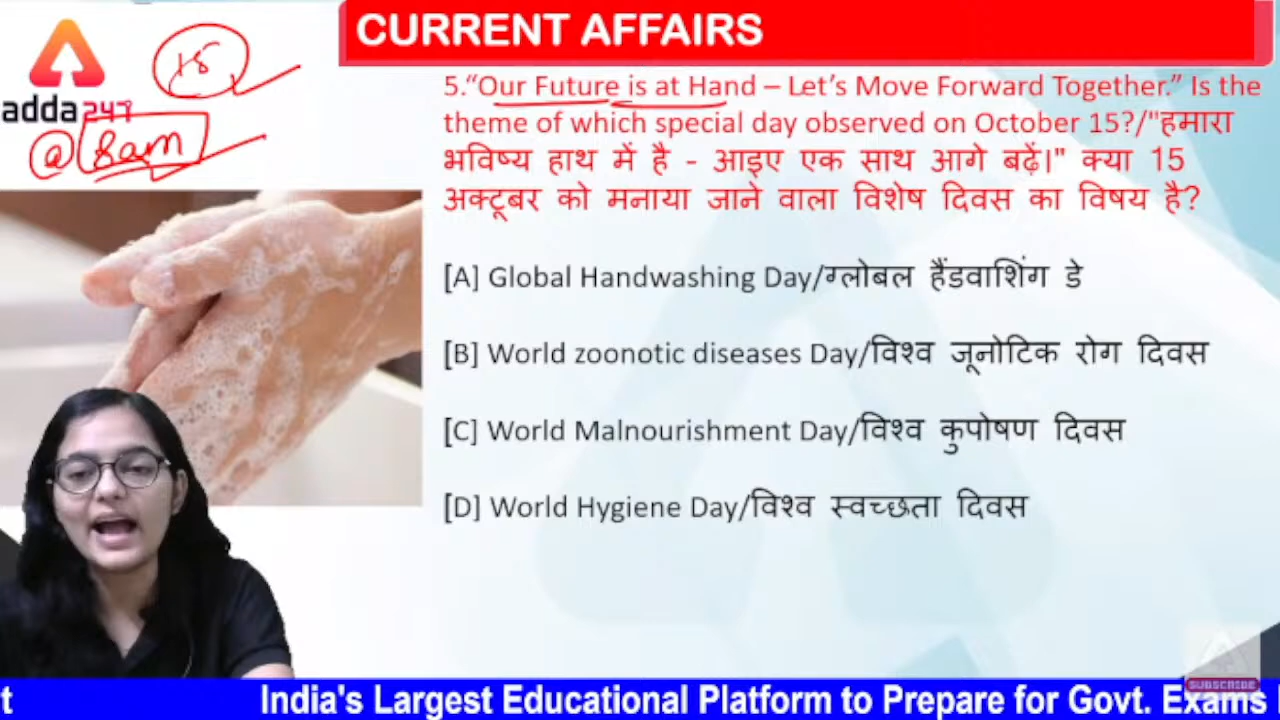 CURRENT AFFAIRS
15
adda247
@Ram
5.“Our Future is at Hand – Let’s Move Forward Together.” Is the
theme of which special day observed on October 15?/"हमारा
भविष्य हाथ में है - आइए एक साथ आगे बढ़ें।" क्या 15
अक्टूबर को मनाया जाने वाला विशेष दिवस का विषय है?
[A] Global Handwashing Day/ग्लोबल हैंडवाशिंग डे
[B] World zoonotic diseases Day/विश्व जूनोटिक रोग दिवस
[C] World Malnourishment Day/विश्व कुपोषण दिवस
[D] World Hygiene Day/विश्व स्वच्छता दिवस
SUBSCRIBE
t India's Largest Educational Platform to Prepare for Govt. Exams